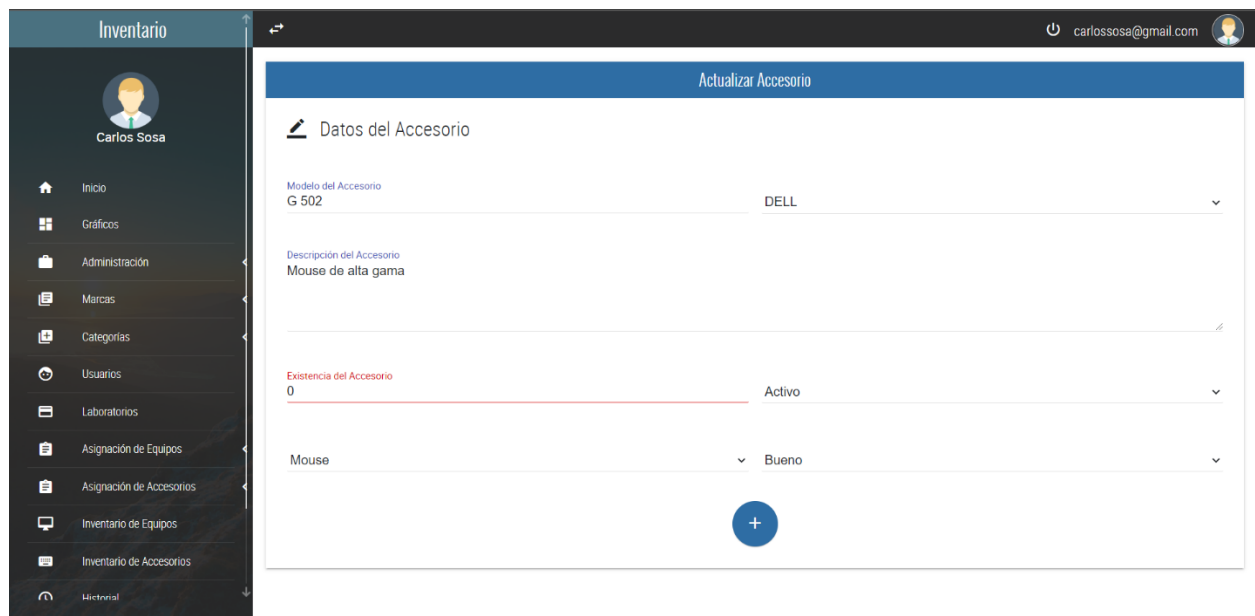 Inventario
carlossosa@gmail.com
Carlos Sosa
Inicio
Gráficos
Administración
Marcas
Categorías
Usuarios
Laboratorios
Asignación de Equipos
Asignación de Accesorios
Inventario de Equipos
Inventario de Accesorios
Historial
Actualizar Accesorio
Datos del Accesorio
Modelo del Accesorio
G 502
DELL
Descripción del Accesorio
Mouse de alta gama
Existencia del Accesorio
0
Activo
Mouse
Bueno